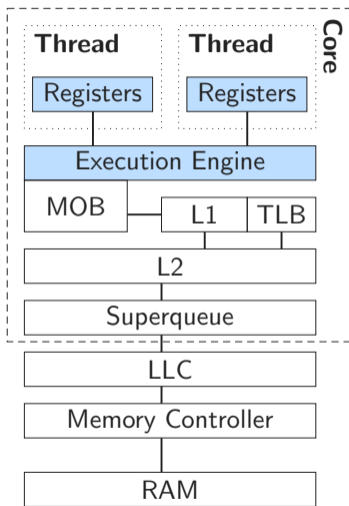 Thread Thread
Core
Registers Registers
Execution Engine
MOB
L1 TLB
L2
Superqueue
LLC
Memory Controller
RAM